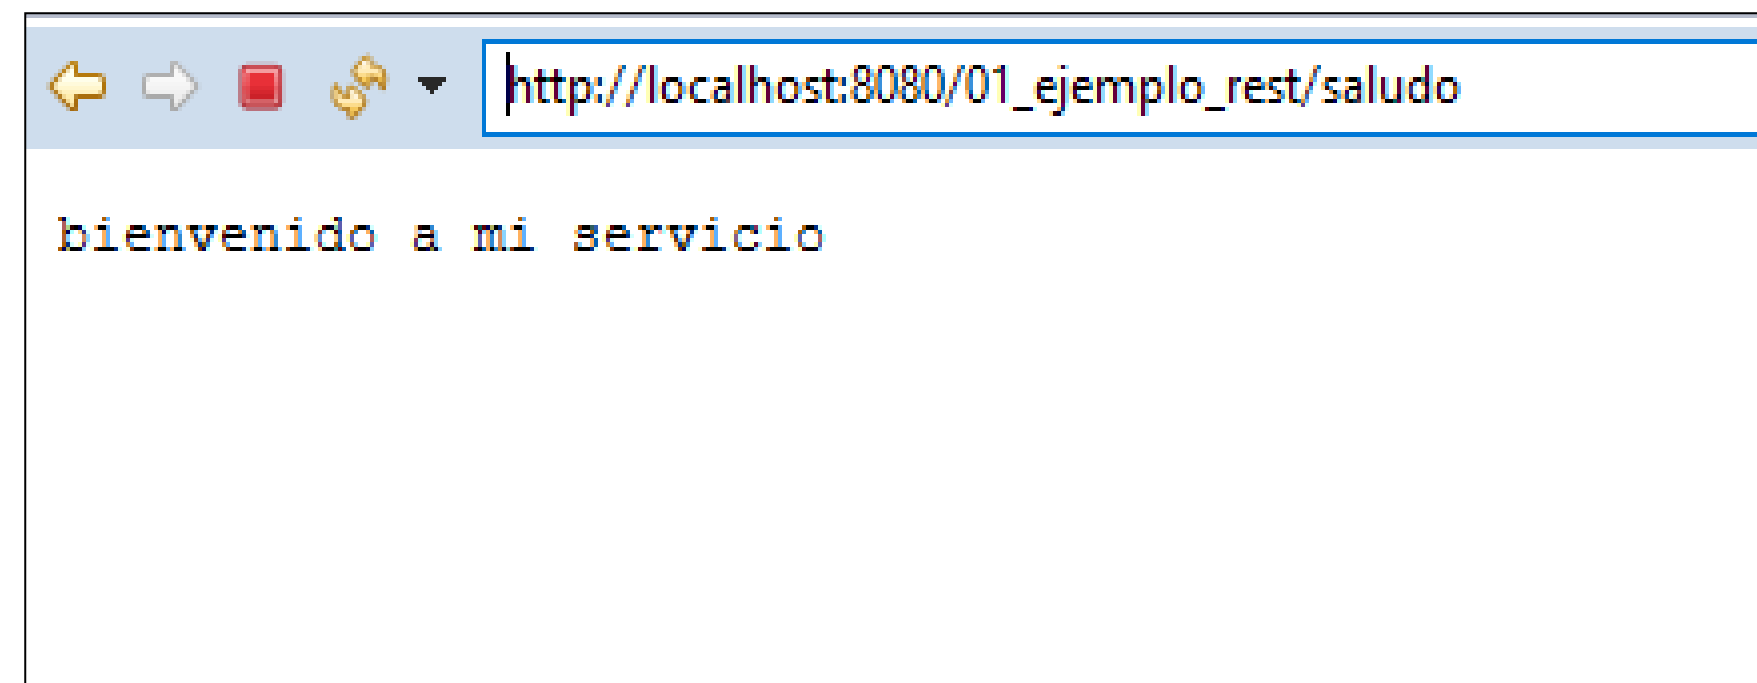 http://localhost:8080/01_ejemplo_rest/saludo
bienvenido a mi servicio